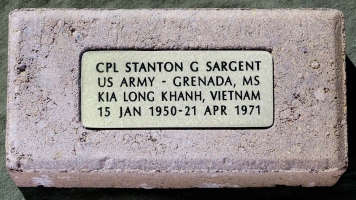 CPL STANTON G SARGENT
US ARMY - GRENADA, MS
KIA LONG KHANH, VIETNAM
15 JAN 1950-21 APR 1971